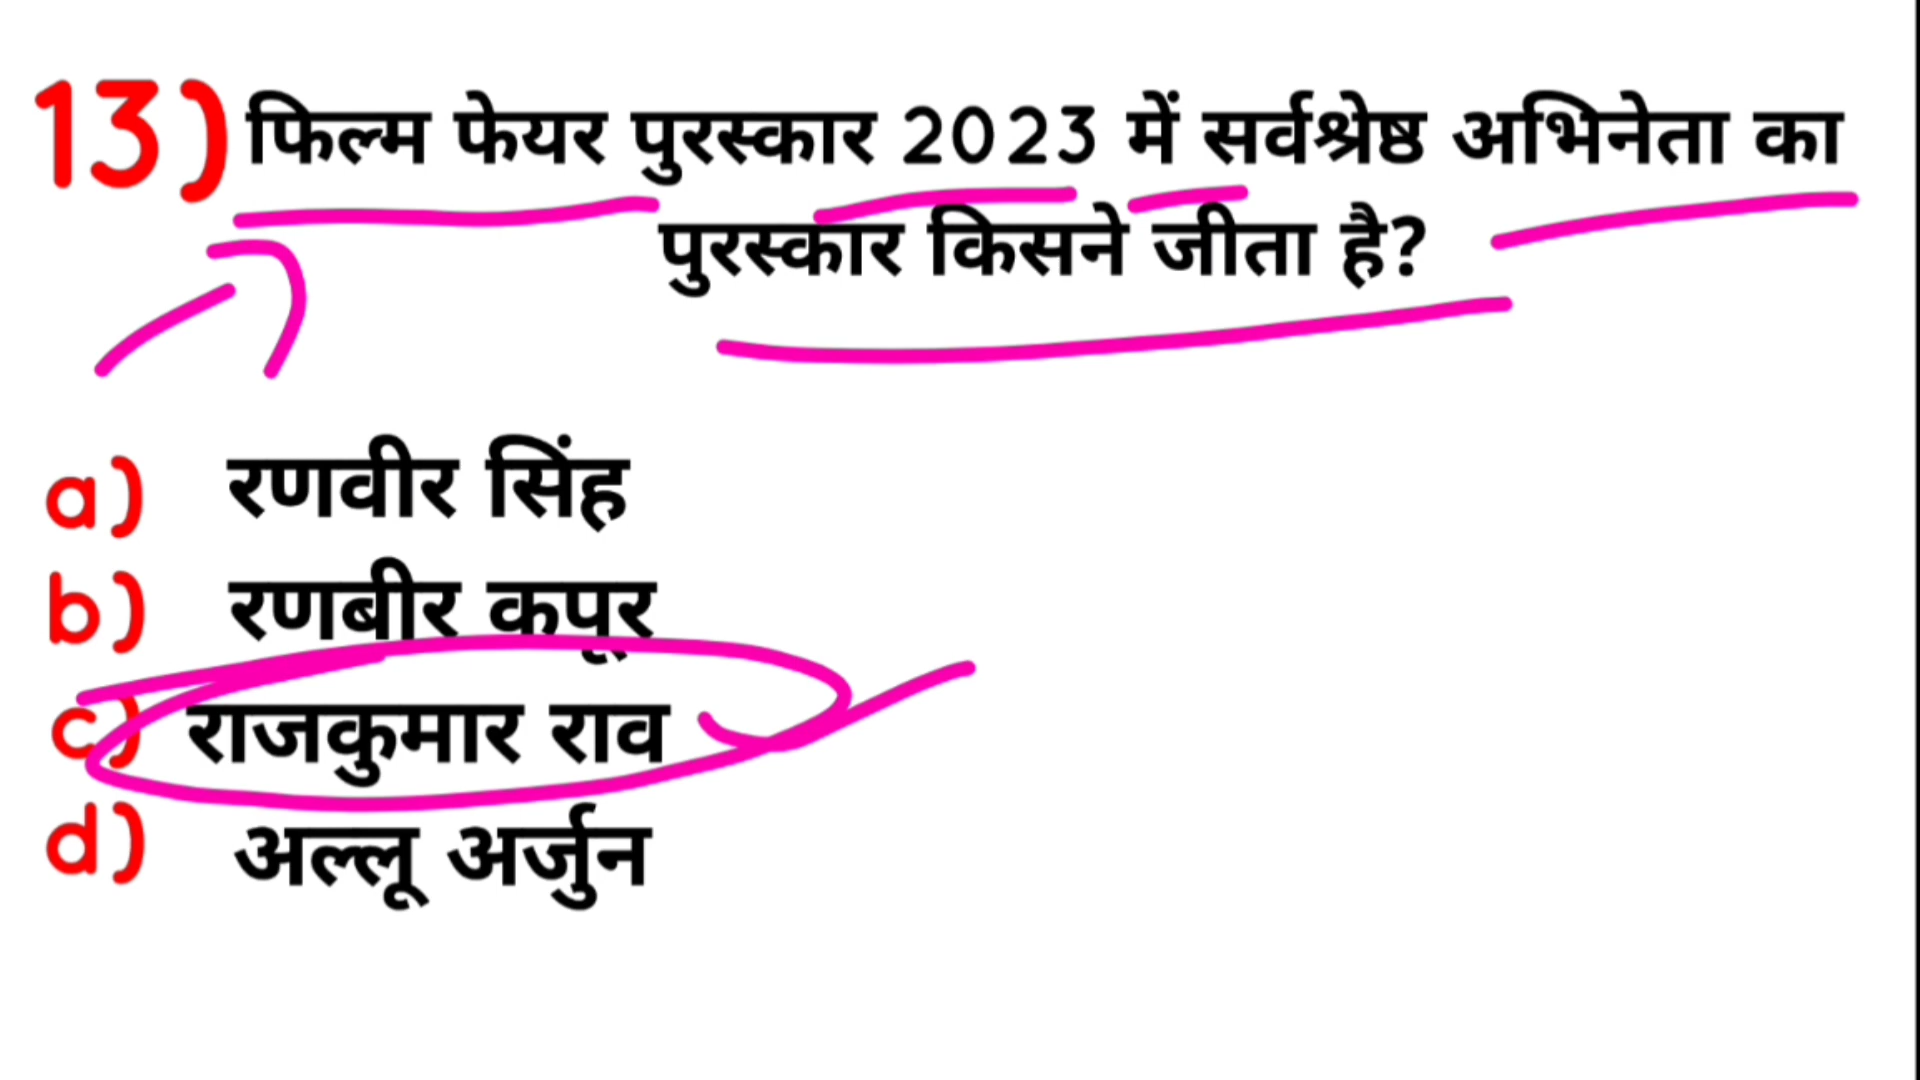 13) फिल्म फेयर पुरस्कार 2023 में सर्वश्रेष्ठ अभिनेता का
पुरस्कार किसने जीता है?
a) रणवीर सिंह
b) रणबीर कपूर
c) राजकुमार राव
d) अल्लू अर्जुन